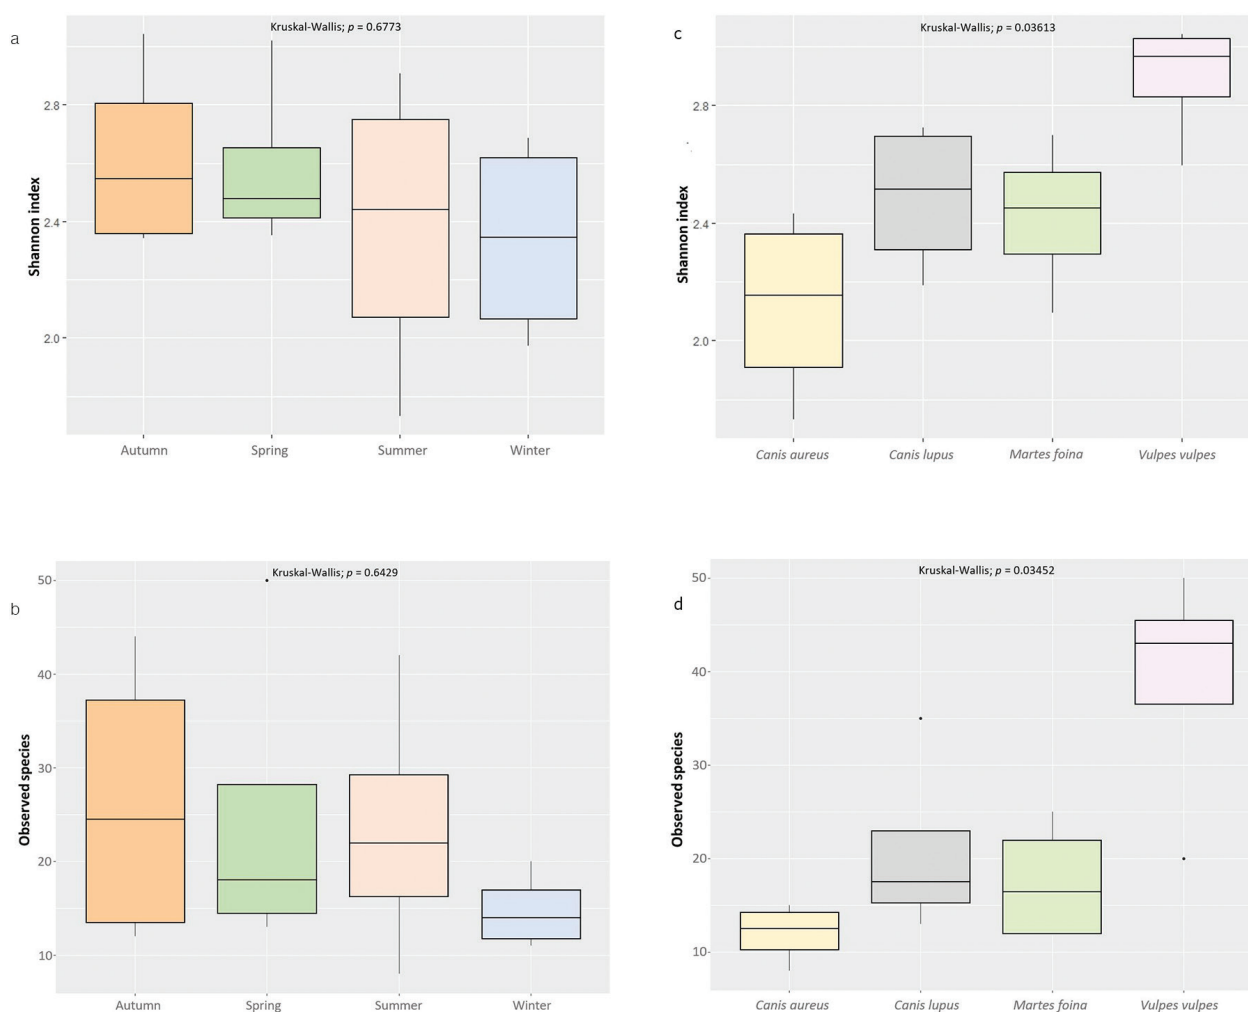 a
Kruskal-Wallis; p = 0.6773
Shannon index
2.8
2.4
2.0
Autumn Spring Summer Winter
c
Kruskal-Wallis; p = 0.03613
Shannon index
2.8
2.4
2.0
Canis aureus Canis lupus Martes foina Vulpes vulpes
b
Kruskal-Wallis; p = 0.6429
Observed species
50
40
30
20
10
Autumn Spring Summer Winter
d
Kruskal-Wallis; p = 0.03452
Observed species
50
40
30
20
10
Canis aureus Canis lupus Martes foina Vulpes vulpes